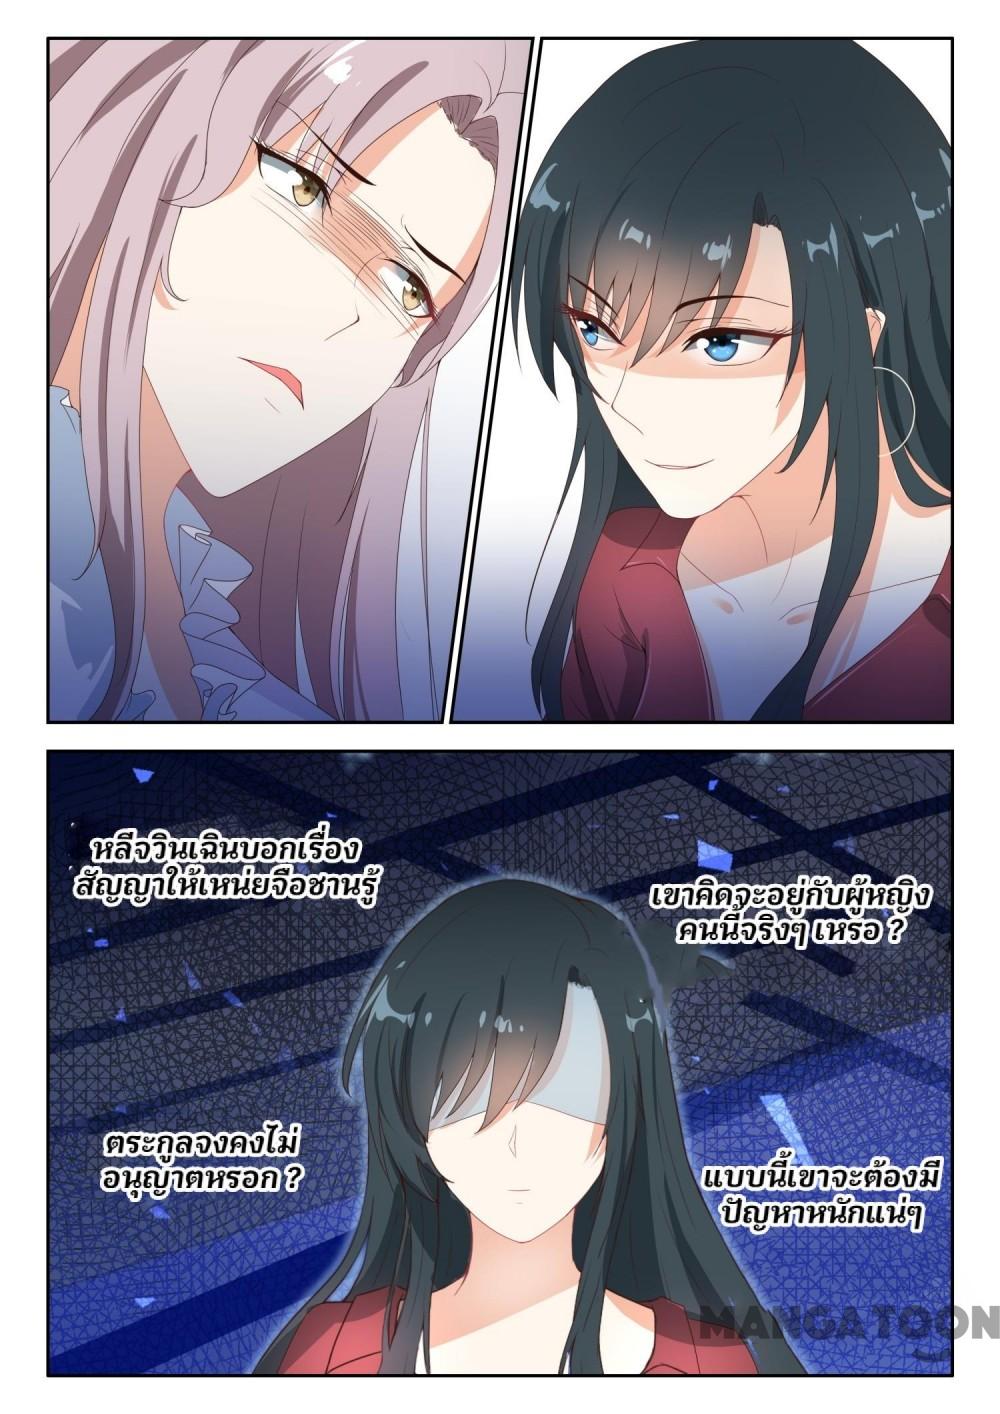 หลีจวินเฉินบอกเรื่อง
สัญญาให้เหน่ยจือซานรู้
เขาคิดจะอยู่กับผู้หญิง
คนนี้จริงๆ เหรอ ?
ตระกูลจงคงไม่
อนุญาตหรอก ?
แบบนี้เขาจะต้องมี
ปัญหาหนักแน่ๆ
MANGATOON